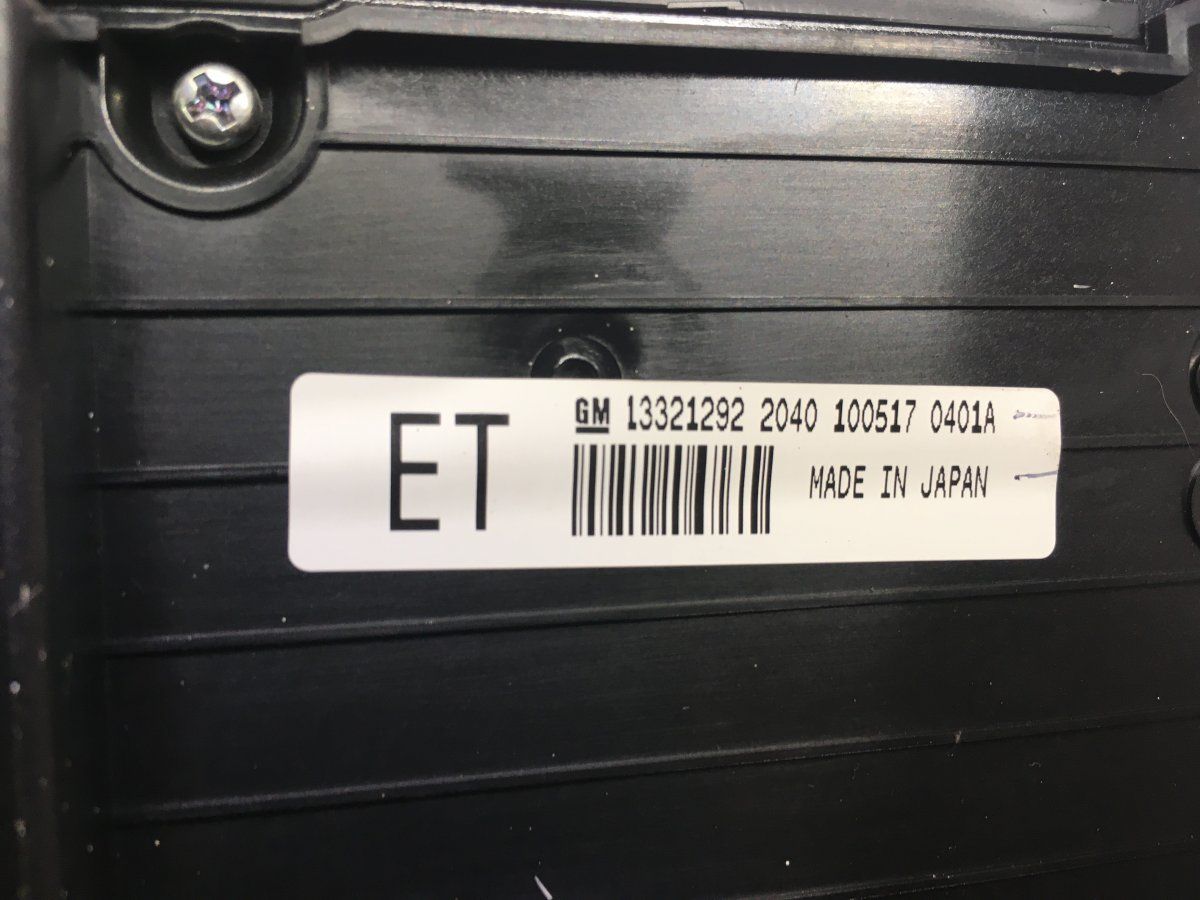 ET
GM 13321292 2040 100517 0401A
MADE IN JAPAN